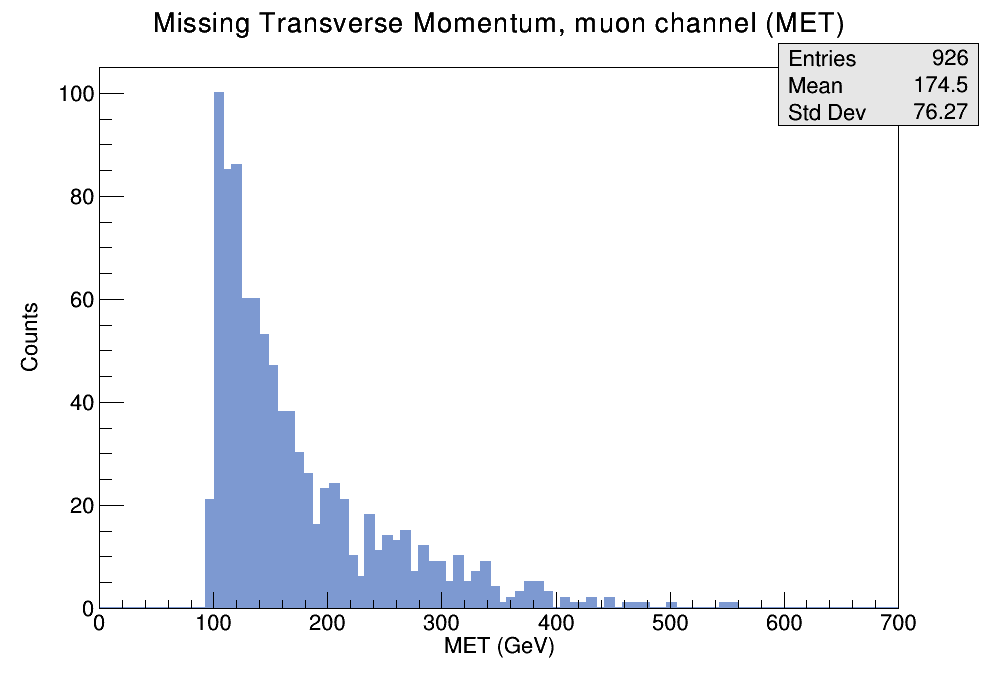 Missing Transverse Momentum, muon channel (MET)
Entries 926
Mean 174.5
Std Dev 76.27
100
80
60
40
20
0
Counts
0 100 200 300 400 500 600 700
MET (GeV)